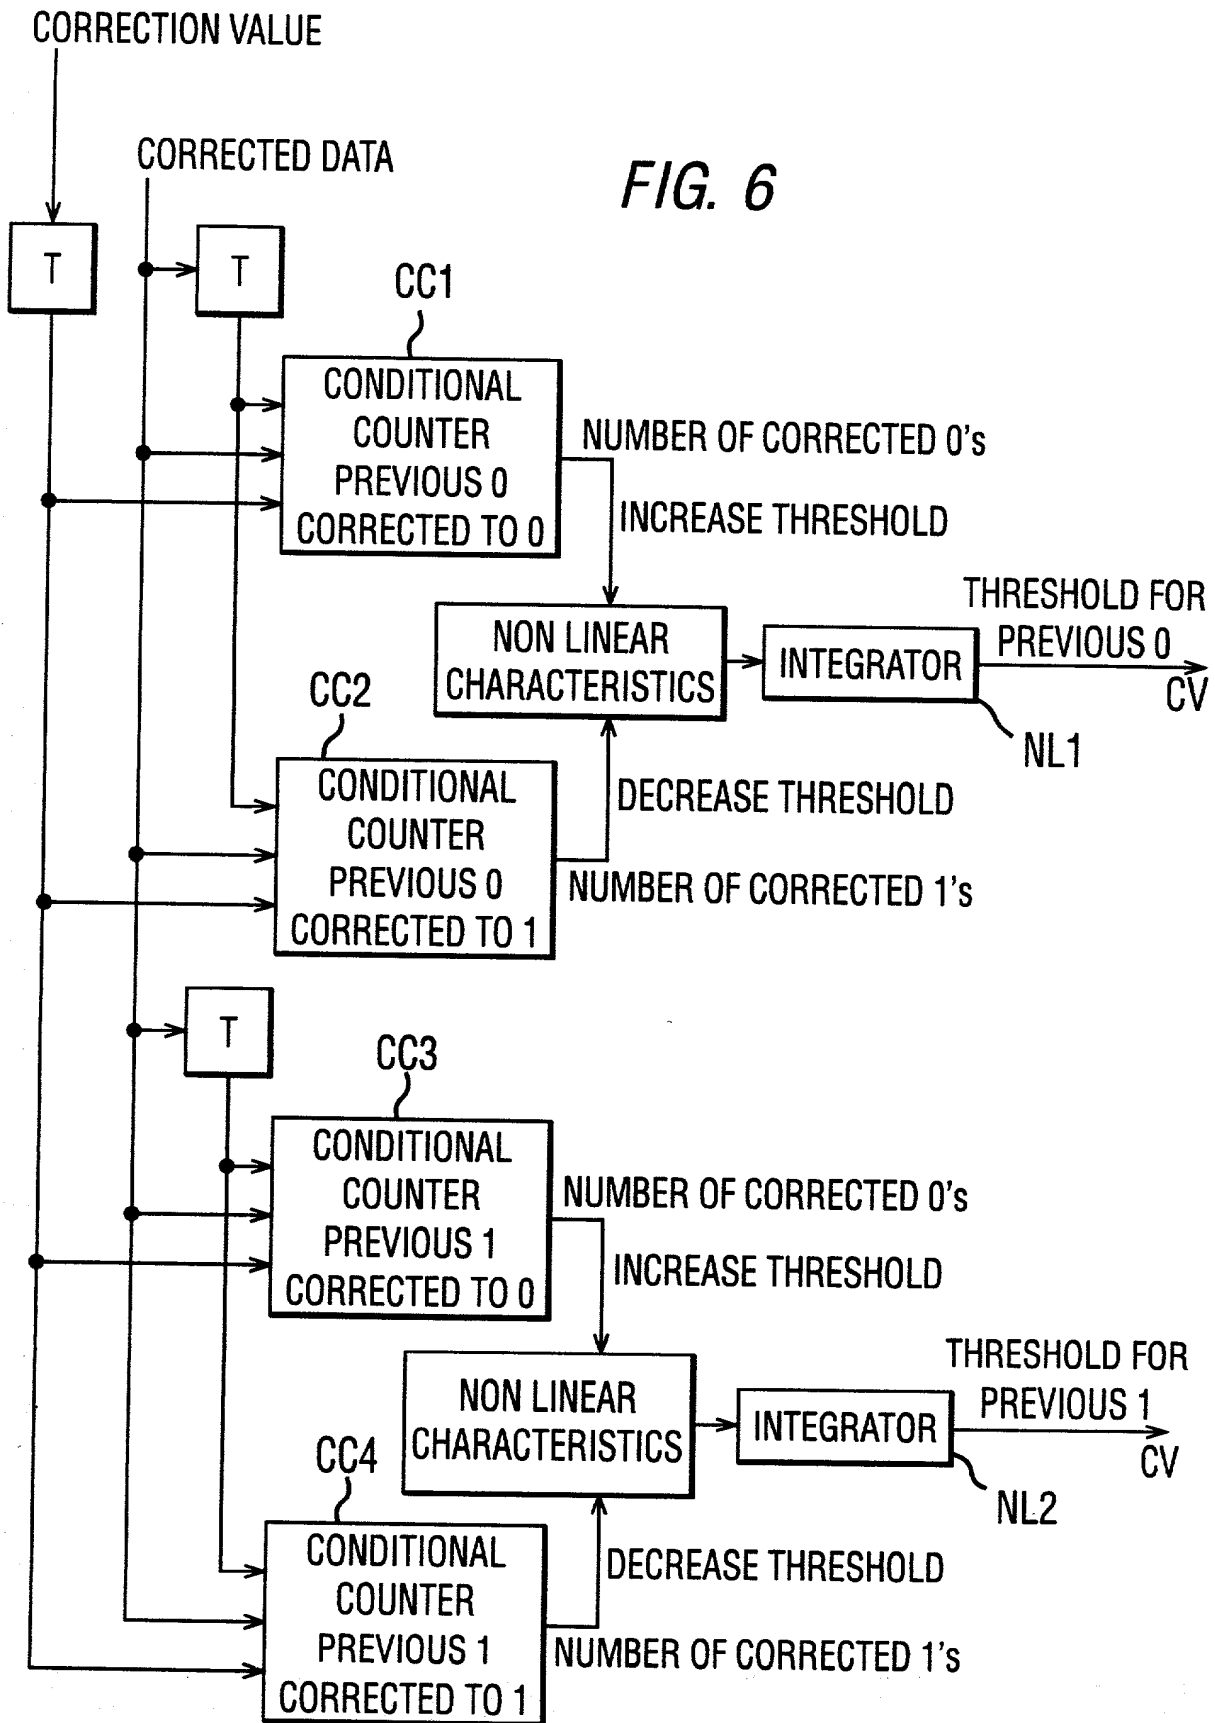 CORRECTION VALUE
CORRECTED DATA
FIG. 6
T
T
CC1
CONDITIONAL
COUNTER
PREVIOUS 0
CORRECTED TO 0
NUMBER OF CORRECTED 0's
INCREASE THRESHOLD
NON LINEAR
CHARACTERISTICS
INTEGRATOR
THRESHOLD FOR
PREVIOUS 0
CV
NL1
CC2
CONDITIONAL
COUNTER
PREVIOUS 0
CORRECTED TO 1
DECREASE THRESHOLD
NUMBER OF CORRECTED 1's
T
CC3
CONDITIONAL
COUNTER
PREVIOUS 1
CORRECTED TO 0
NUMBER OF CORRECTED 0's
INCREASE THRESHOLD
NON LINEAR
CHARACTERISTICS
INTEGRATOR
THRESHOLD FOR
PREVIOUS 1
CV
NL2
CC4
CONDITIONAL
COUNTER
PREVIOUS 1
CORRECTED TO 1
DECREASE THRESHOLD
NUMBER OF CORRECTED 1's